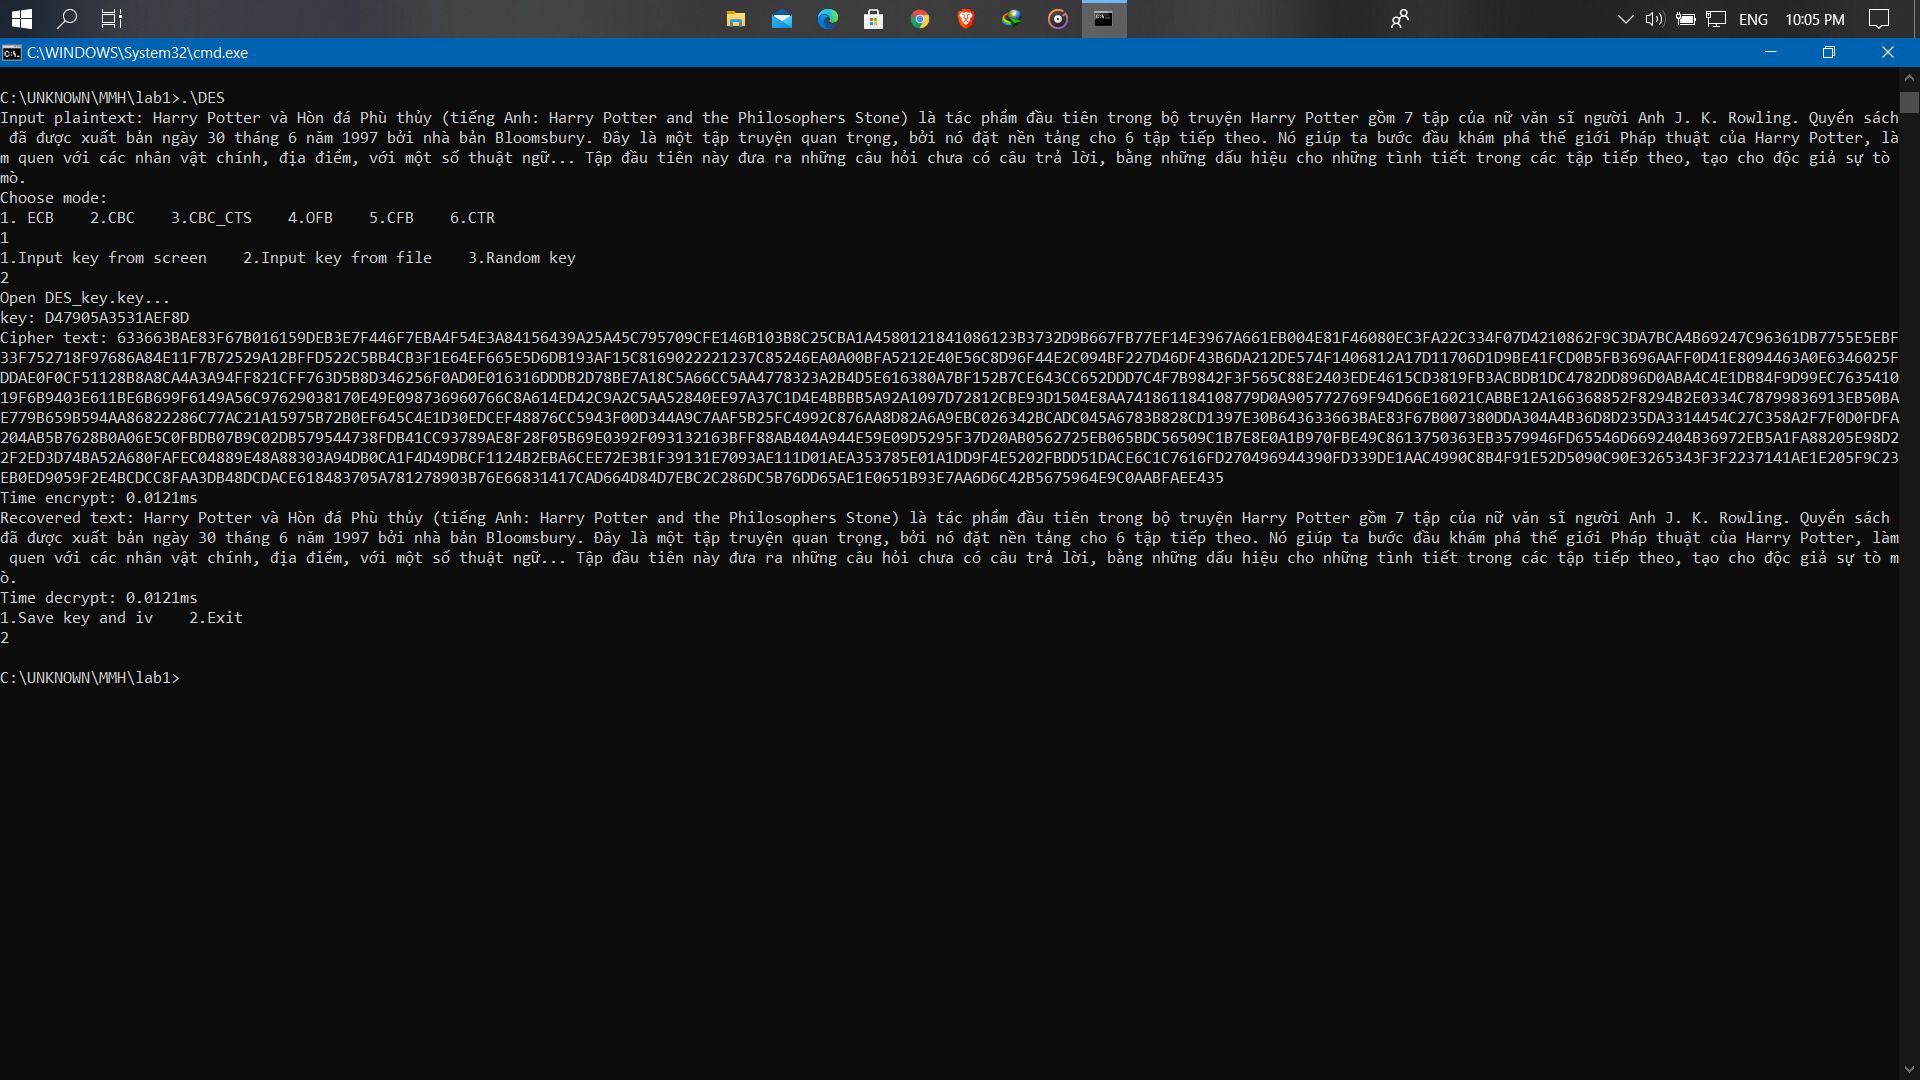 ENG 10:05 PM
C:\WINDOWS\System32\cmd.exe
C:\UNKNOWN\MMH\lab1>.\DES
Input plaintext: Harry Potter và Hòn đá Phù thủy (tiếng Anh: Harry Potter and the Philosophers Stone) là tác phẩm đầu tiên trong bộ truyện Harry Potter gồm 7 tập của nữ văn sĩ người Anh J. K. Rowling. Quyển sách
đã được xuất bản ngày 30 tháng 6 năm 1997 bởi nhà bản Bloomsbury. Đây là một tập truyện quan trọng, bởi nó đặt nền tảng cho 6 tập tiếp theo. Nó giúp ta bước đầu khám phá thế giới Pháp thuật của Harry Potter, là
m quen với các nhân vật chính, địa điểm, với một số thuật ngữ... Tập đầu tiên này đưa ra những câu hỏi chưa có câu trả lời, bằng những dấu hiệu cho những tình tiết trong các tập tiếp theo, tạo cho độc giả sự tò
mò.
Choose mode:
1. ECB    2.CBC    3.CBC_CTS    4.OFB    5.CFB    6.CTR
1
1.Input key from screen    2.Input key from file    3.Random key
2
Open DES_key.key...
key: D47905A3531AEF8D
Cipher text: 633663BAE83F67B016159DEB3E7F446F7EBA4F54E3A84156439A25A45C795709CFE146B103B8C25CBA1A4580121841086123B3732D9B667FB77EF14E3967A661EB004E81F46080EC3FA22C334F07D4210862F9C3DA7BCA4B69247C96361DB7755E5EBF
33F752718F97686A84E11F7B72529A12BFFD522C5BB4CB3F1E64EF665E5D6DB193AF15C8169022221237C85246EA0A00BFA5212E40E56C8D96F44E2C094BF227D46DF43B6DA212DE574F1406812A17D11706D1D9BE41FCD0B5FB3696AAFF0D41E8094463A0E6346025F
DDAE0F0CF51128B8A8CA4A3A94FF821CFF763D5B8D346256F0AD0E016316DDDB2D78BE7A18C5A66CC5AA4778323A2B4D5E616380A7BF152B7CE643CC652DDD7C4F7B9842F3F565C88E2403EDE4615CD3819FB3ACBDB1DC4782DD896D0ABA4C4E1DB84F9D99EC7635410
19F6B9403E611BE6B699F6149A56C97629038170E49E098736960766C8A614ED42C9A2C5AA52840EE97A37C1D4E4BBBB5A92A1097D72812CBE93D1504E8AA741861184108779D0A905772769F94D66E16021CABBE12A166368852F8294B2E0334C78799836913EB50BA
E779B659B594AA86822286C77AC21A15975B72B0EF645C4E1D30EDCEF48876CC5943F00D344A9C7AAF5B25FC4992C876AA8D82A6A9EBC026342BCADC045A6783B828CD1397E30B643633663BAE83F67B007380DDA304A4B36D8D235DA3314454C27C358A2F7F0D0FDFA
204AB5B7628B0A06E5C0FBDB07B9C02DB579544738FDB41CC93789AE8F28F05B69E0392F093132163BFF88AB404A944E59E09D5295F37D20AB0562725EB065BDC56509C1B7E8E0A1B970FBE49C8613750363EB3579946FD65546D6692404B36972EB5A1FA88205E98D2
2F2ED3D74BA52A680FAFEC04889E48A88303A94DB0CA1F4D49DBCF1124B2EBA6CEE72E3B1F39131E7093AE111D01AEA353785E01A1DD9F4E5202FBDD51DACE6C1C7616FD270496944390FD339DE1AAC4990C8B4F91E52D5090C90E3265343F3F2237141AE1E205F9C23
EB0ED9059F2E4BCDCC8FAA3DB48DCDACE618483705A781278903B76E66831417CAD664D84D7EBC2C286DC5B76DD65AE1E0651B93E7AA6D6C42B5675964E9C0AABFAEE435
Time encrypt: 0.0121ms
Recovered text: Harry Potter và Hòn đá Phù thủy (tiếng Anh: Harry Potter and the Philosophers Stone) là tác phẩm đầu tiên trong bộ truyện Harry Potter gồm 7 tập của nữ văn sĩ người Anh J. K. Rowling. Quyển sách
đã được xuất bản ngày 30 tháng 6 năm 1997 bởi nhà bản Bloomsbury. Đây là một tập truyện quan trọng, bởi nó đặt nền tảng cho 6 tập tiếp theo. Nó giúp ta bước đầu khám phá thế giới Pháp thuật của Harry Potter, làm
quen với các nhân vật chính, địa điểm, với một số thuật ngữ... Tập đầu tiên này đưa ra những câu hỏi chưa có câu trả lời, bằng những dấu hiệu cho những tình tiết trong các tập tiếp theo, tạo cho độc giả sự tò m
ò.
Time decrypt: 0.0121ms
1.Save key and iv    2.Exit
2
C:\UNKNOWN\MMH\lab1>